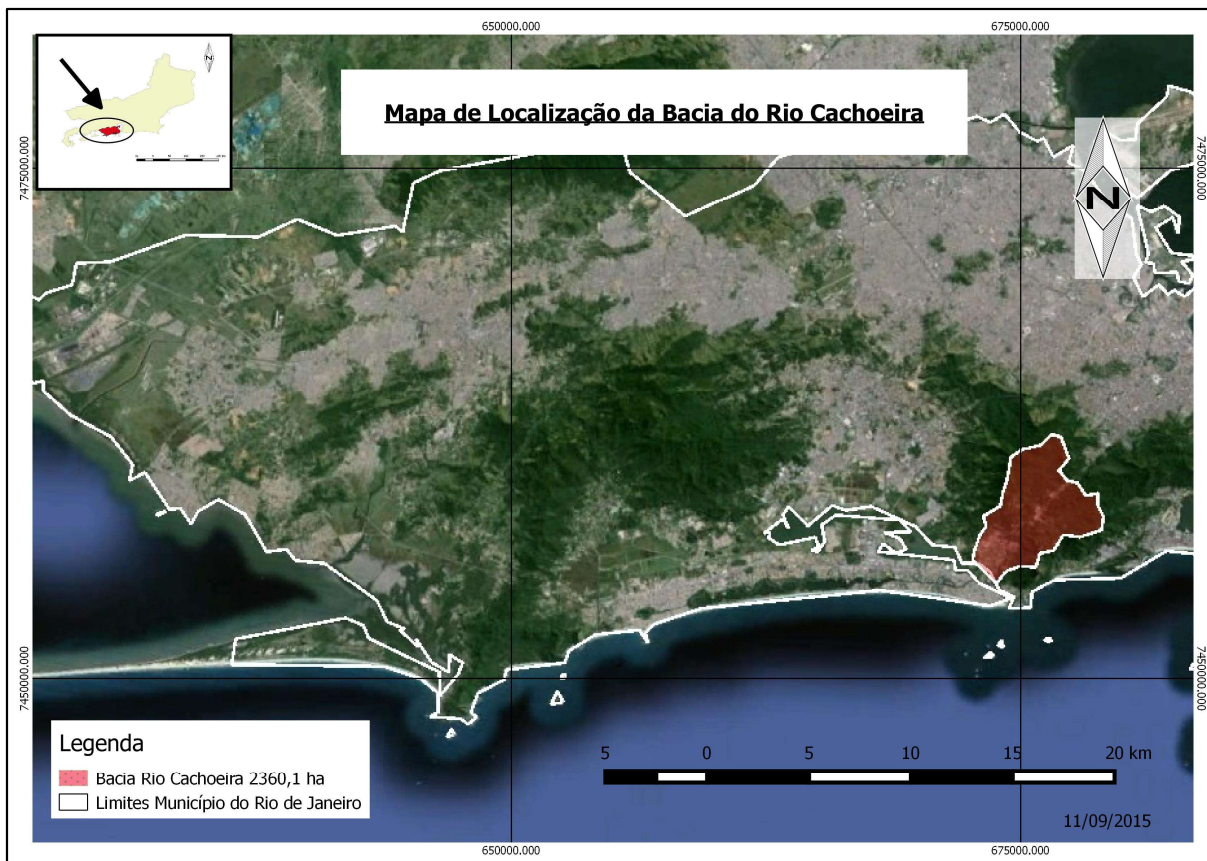 650000.000
675000.000
N
Mapa de Localização da Bacia do Rio Cachoeira
7475000.000
7475000.000
N
7450000.000
7450000.000
Legenda
Bacia Rio Cachoeira 2360,1 ha
Limites Município do Rio de Janeiro
5 0 5 10 15 20 km
11/09/2015
650000.000
675000.000